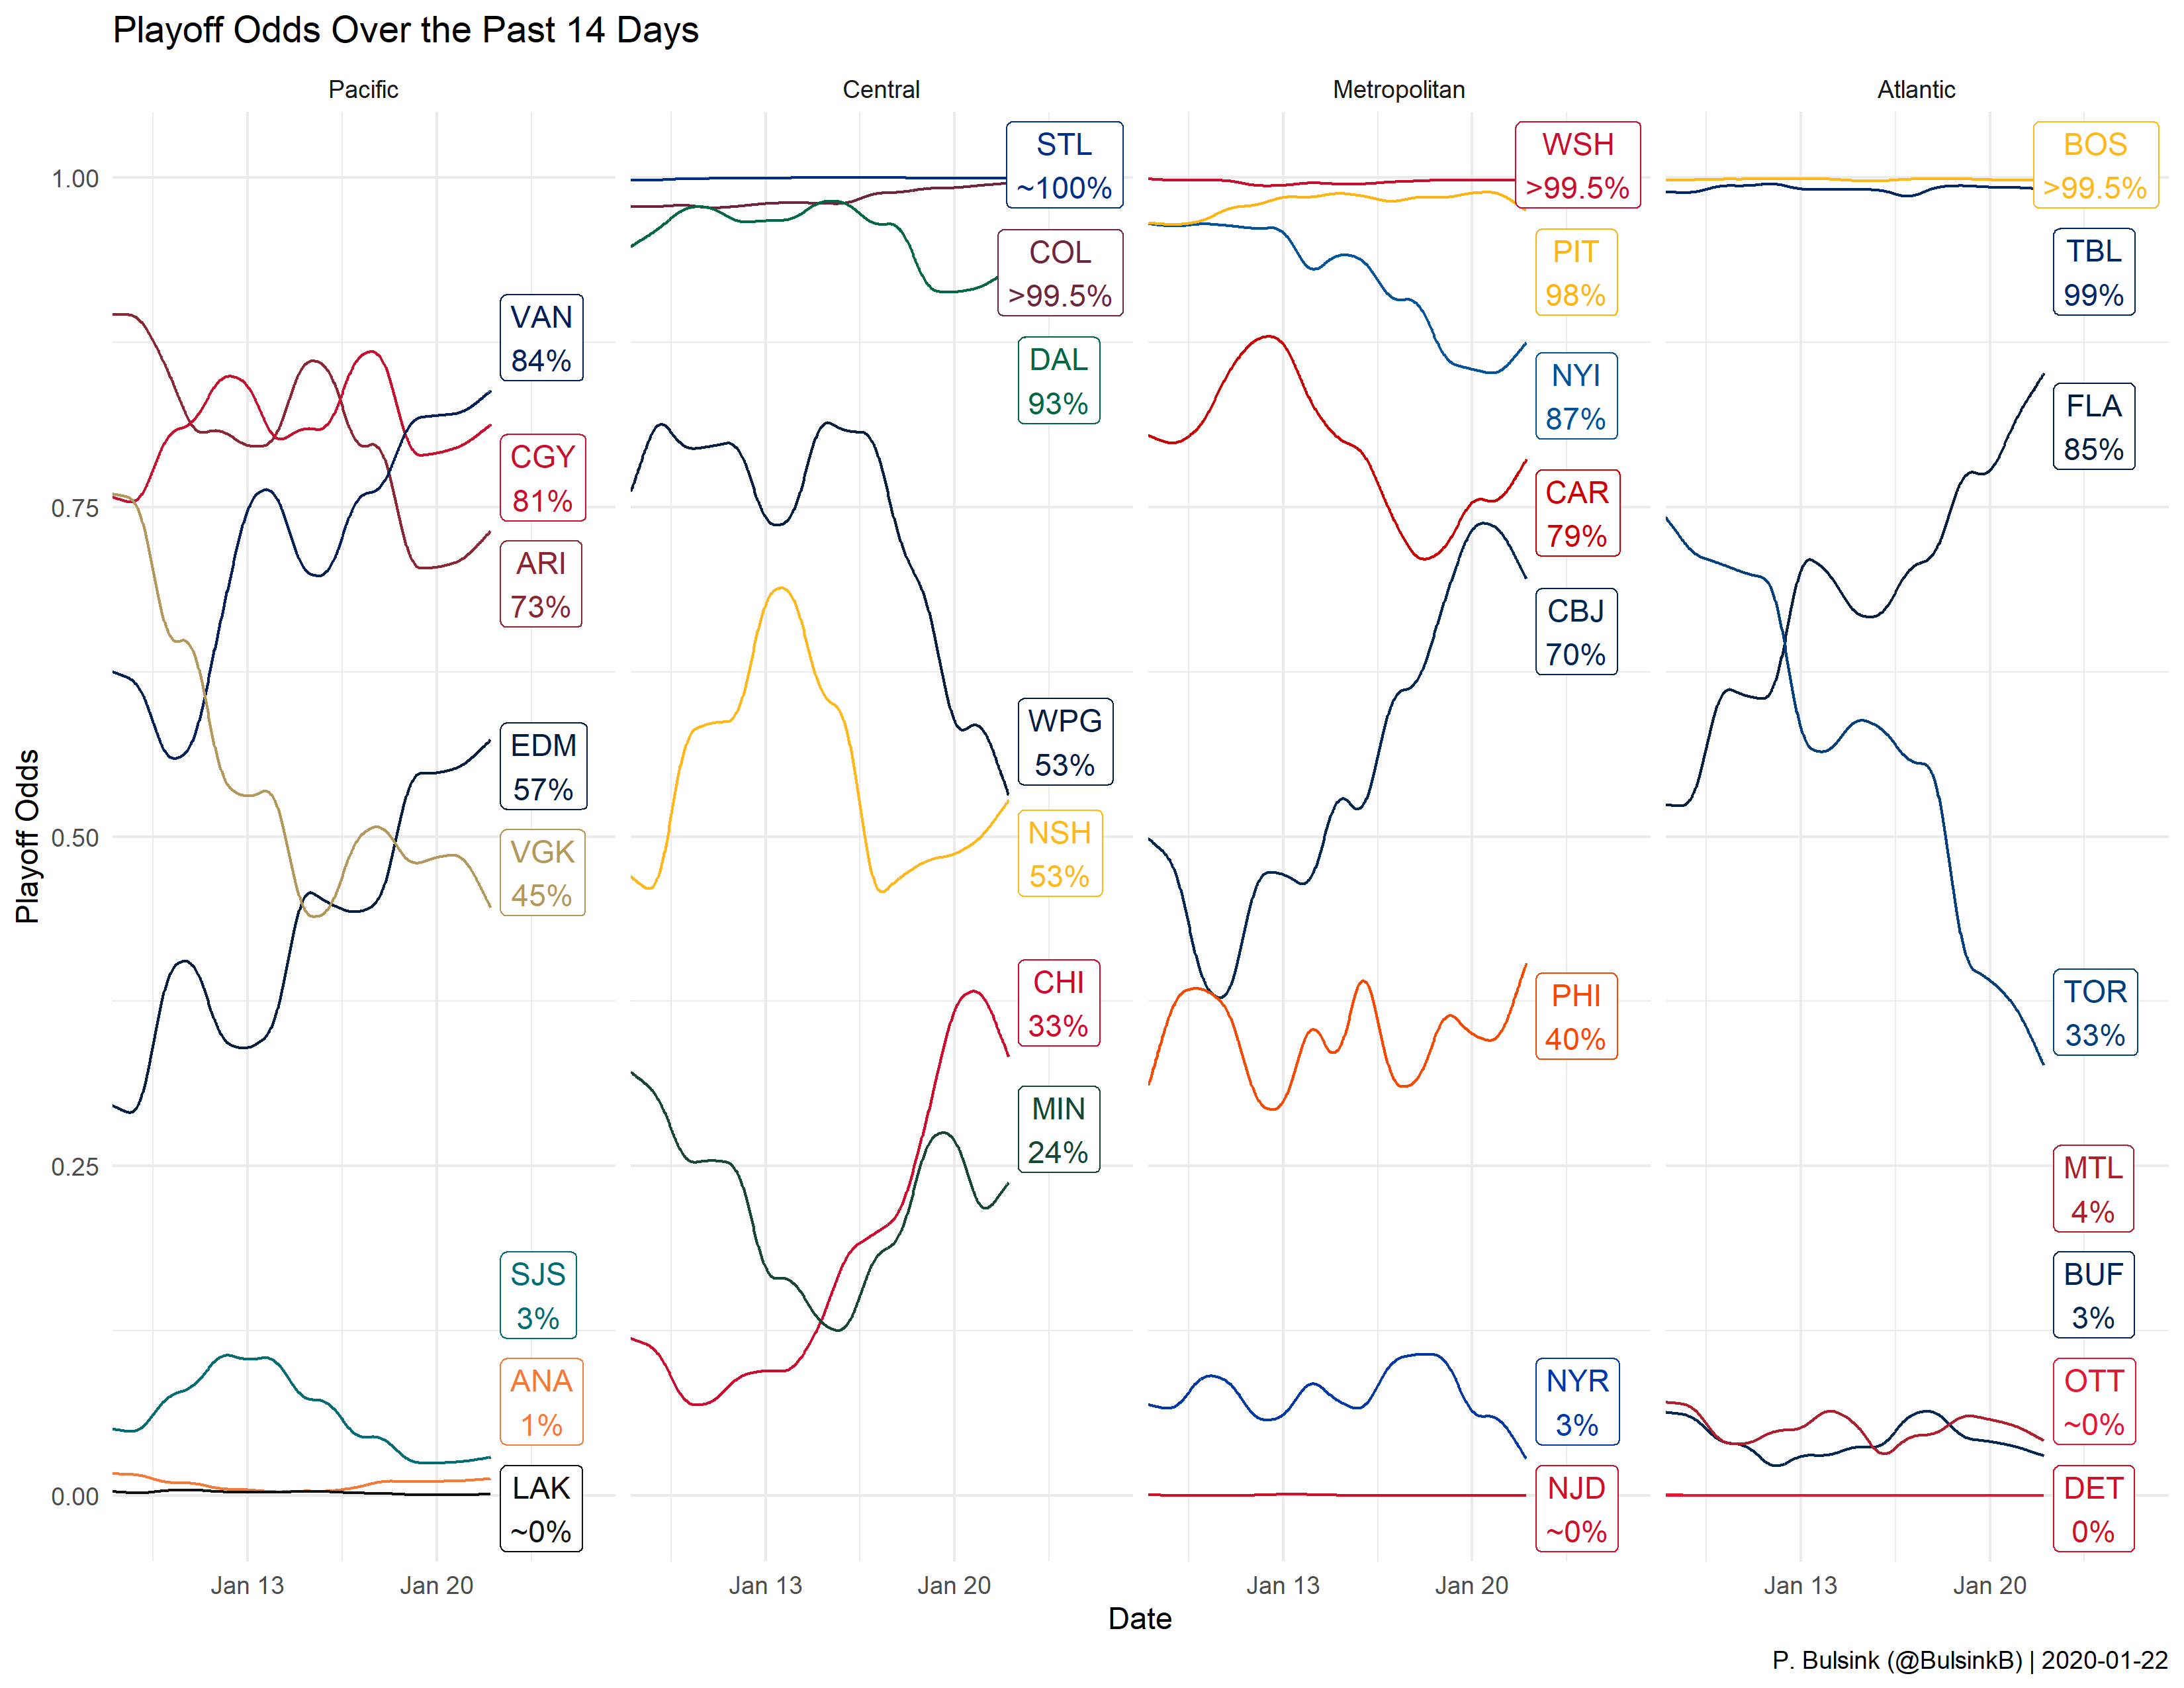 Playoff Odds Over the Past 14 Days
Pacific
Central
Metropolitan
Atlantic
Playoff Odds
1.00
0.75
0.50
0.25
0.00
VAN
84%
CGY
81%
ARI
73%
EDM
57%
VGK
45%
SJS
3%
ANA
1%
LAK
~0%
STL
~100%
COL
>99.5%
DAL
93%
WPG
53%
NSH
53%
CHI
33%
MIN
24%
WSH
>99.5%
PIT
98%
NYI
87%
CAR
79%
CBJ
70%
PHI
40%
NYR
3%
NJD
~0%
BOS
>99.5%
TBL
99%
FLA
85%
TOR
33%
MTL
4%
BUF
3%
OTT
~0%
DET
0%
Jan 13
Jan 20
Jan 13
Jan 20
Jan 13
Jan 20
Jan 13
Jan 20
Date
P. Bulsink (@BulsinkB) | 2020-01-22